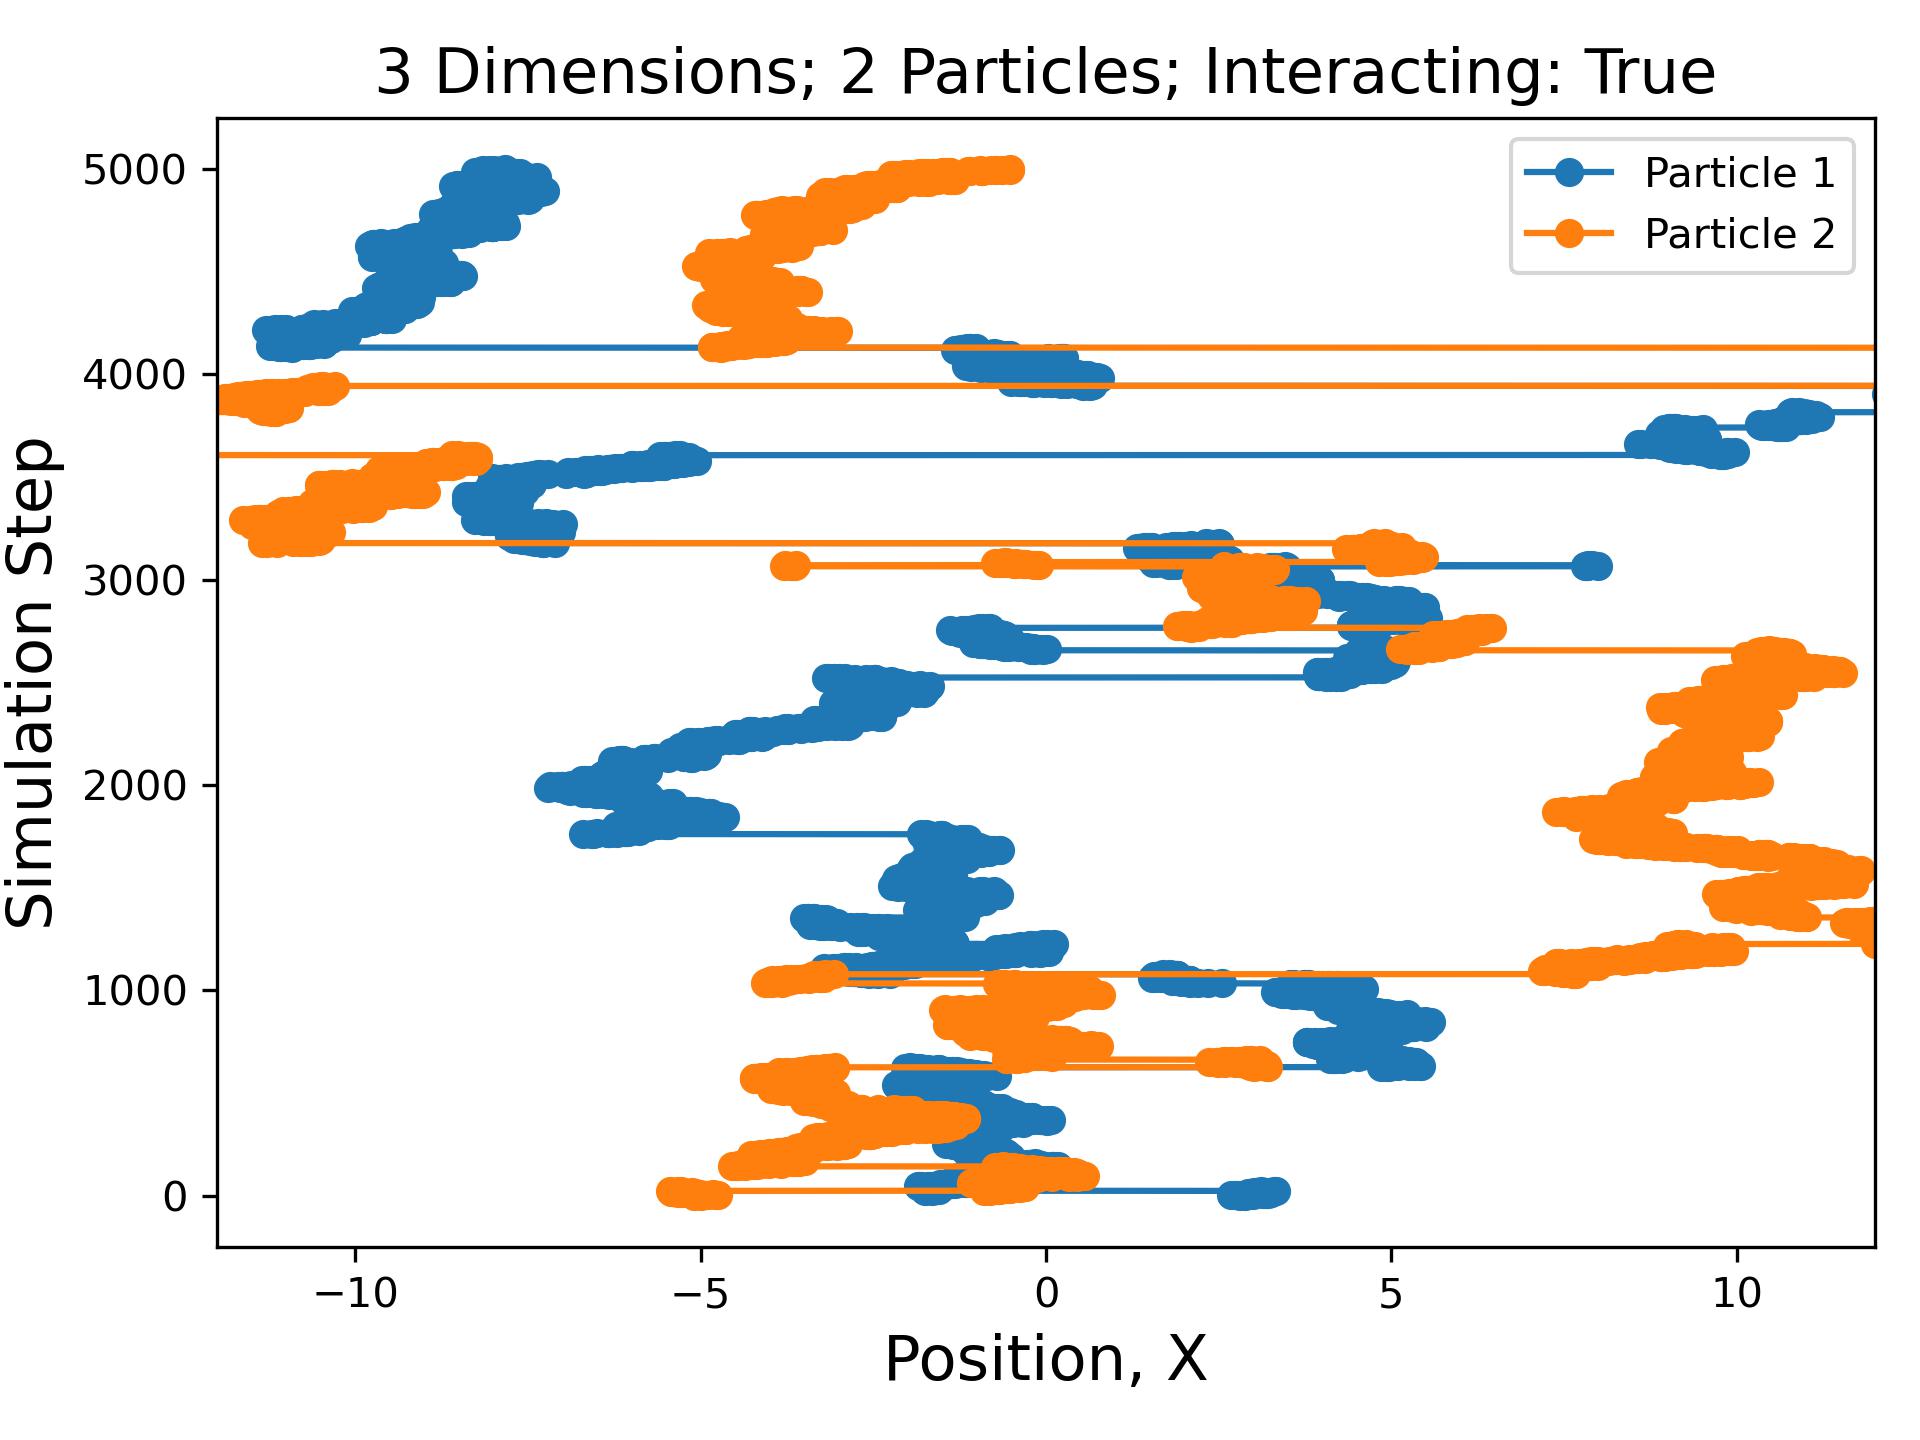 3 Dimensions; 2 Particles; Interacting: True
Particle 1
Particle 2
Simulation Step
5000
4000
3000
2000
1000
0
−10
−5
0
5
10
Position, X